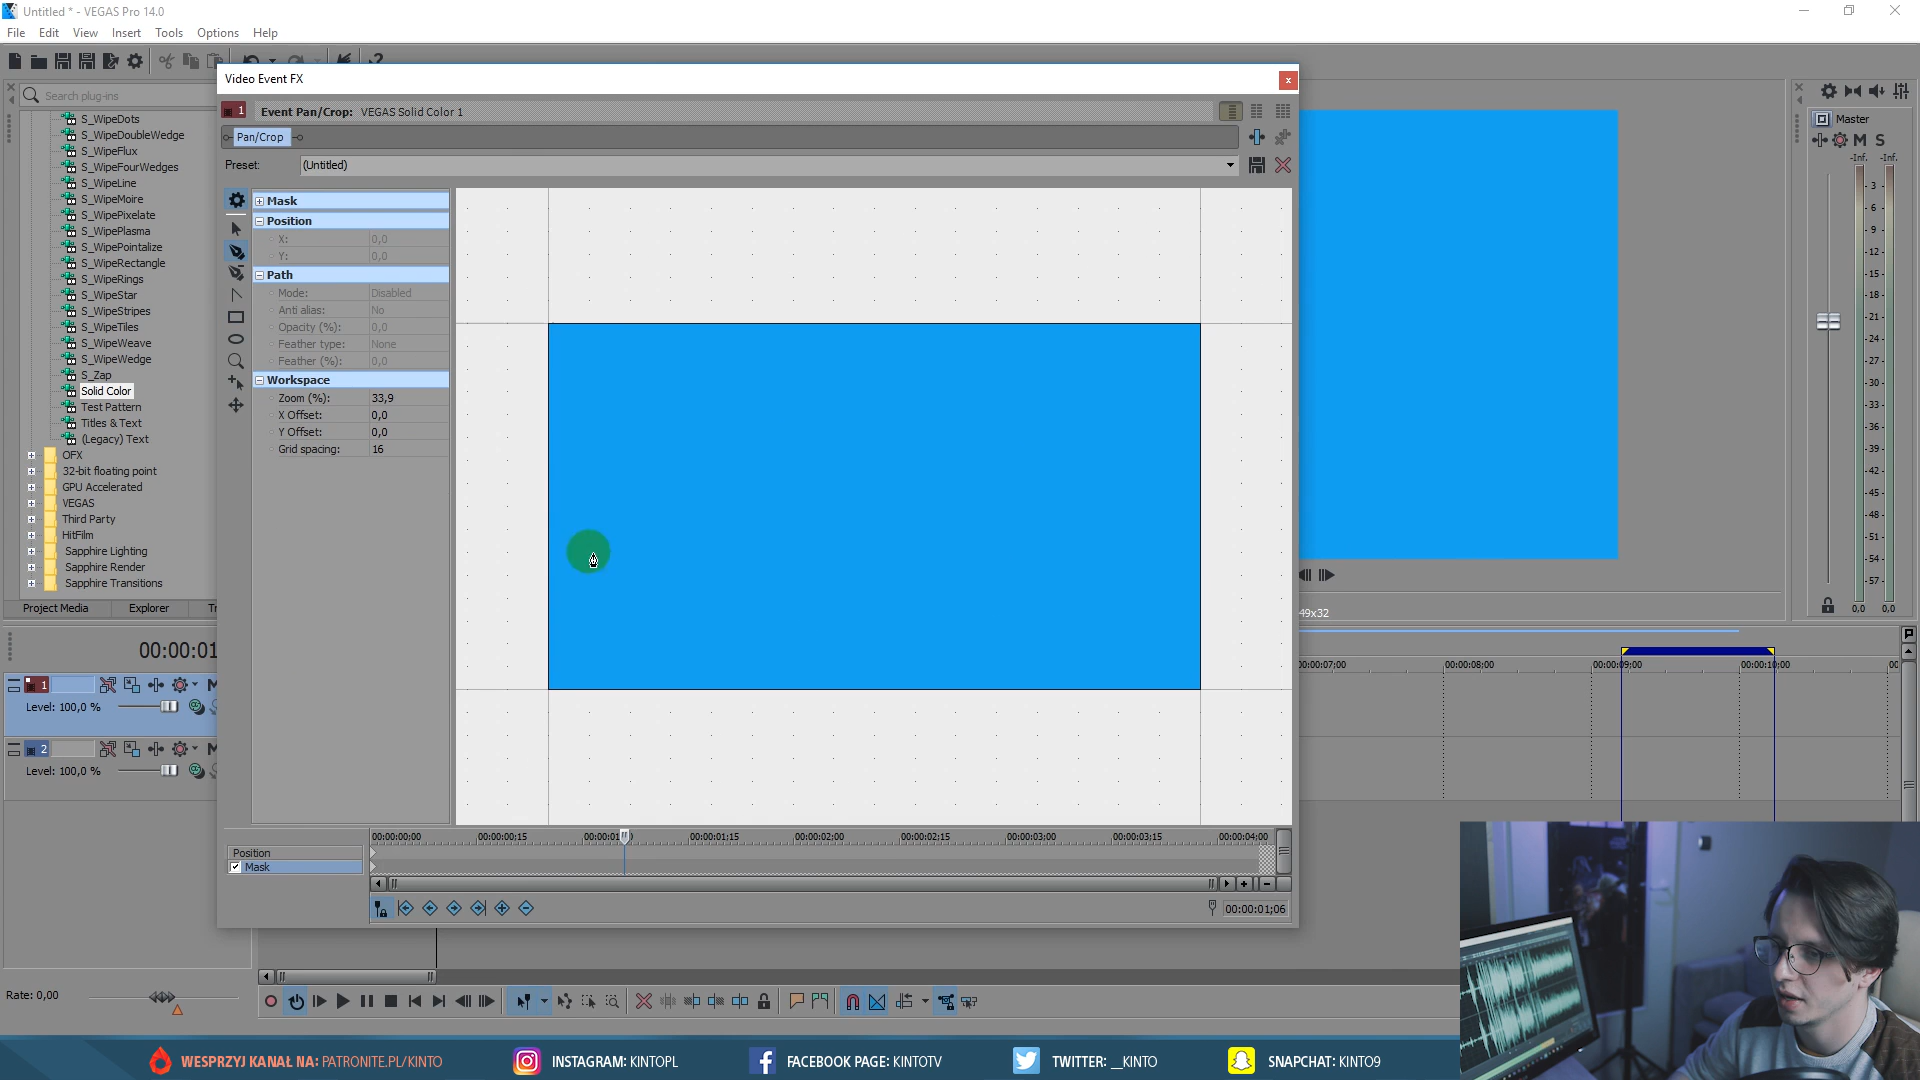 Untitled * - VEGAS Pro 14.0
File Edit View Insert Tools Options Help
Video Event FX
Search plug-ins
1 Event Pan/Crop: VEGAS Solid Color 1
Pan/Crop
Preset: (Untitled)
S_WipeDots
S_WipeDoubleWedge
S_WipeFlux
S_WipeFourWedges
S_WipeLine
S_WipeMoire
S_WipePixelate
S_WipePlasma
S_WipePointalize
S_WipeRectangle
S_WipeRings
S_WipeStar
S_WipeStripes
S_WipeTiles
S_WipeWeave
S_WipeWedge
S_Zap
Solid Color
Test Pattern
Titles & Text
(Legacy) Text
OFX
32-bit floating point
GPU Accelerated
VEGAS
Third Party
HitFilm
Sapphire Lighting
Sapphire Render
Sapphire Transitions
Project Media Explorer Tr
Mask
Position
X: 0,0
Y: 0,0
Path
Mode: Disabled
Anti alias: No
Opacity (%): 0,0
Feather type: None
Feather (%): 0,0
Workspace
Zoom (%): 33,9
X Offset: 0,0
Y Offset: 0,0
Grid spacing: 16
Master
M S
-Inf. -Inf.
- 3 -
- 6 -
- 9 -
-12-
-15-
-18-
-21-
-24-
-27-
-30-
-33-
-36-
-39-
-42-
-45-
-48-
-51-
-54-
-57-
0,0 0,0
49x32
00:00:01
1 M
Level: 100,0 %
2 M
Level: 100,0 %
00:00:07;00 00:00:08;00 00:00:09;00 00:00:10;00
00:00:00;00 00:00:00;15 00:00:01 00:00:01;15 00:00:02;00 00:00:02;15 00:00:03;00 00:00:03;15 00:00:04;00
Position
Mask
00:00:01;06
Rate: 0,00
WESPRZYJ KANAŁ NA: PATRONITE.PL/KINTO INSTAGRAM: KINTOPL FACEBOOK PAGE: KINTOTV TWITTER: __KINTO SNAPCHAT: KINTO9